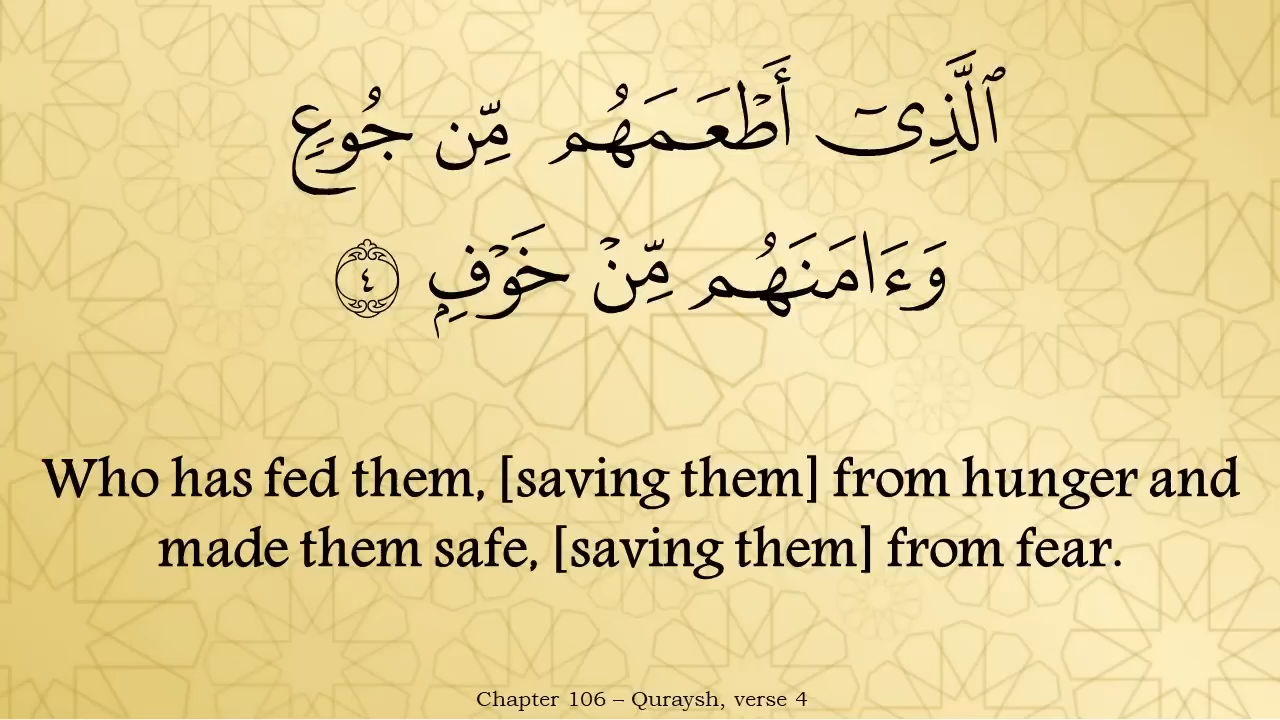 ٱلَّذِىٓ أَطْعَمَهُم مِّن جُوعٍ
وَءَامَنَهُم مِّنْ خَوْفٍۭ ٤
Who has fed them, [saving them] from hunger and
made them safe, [saving them] from fear.
Chapter 106 – Quraysh, verse 4